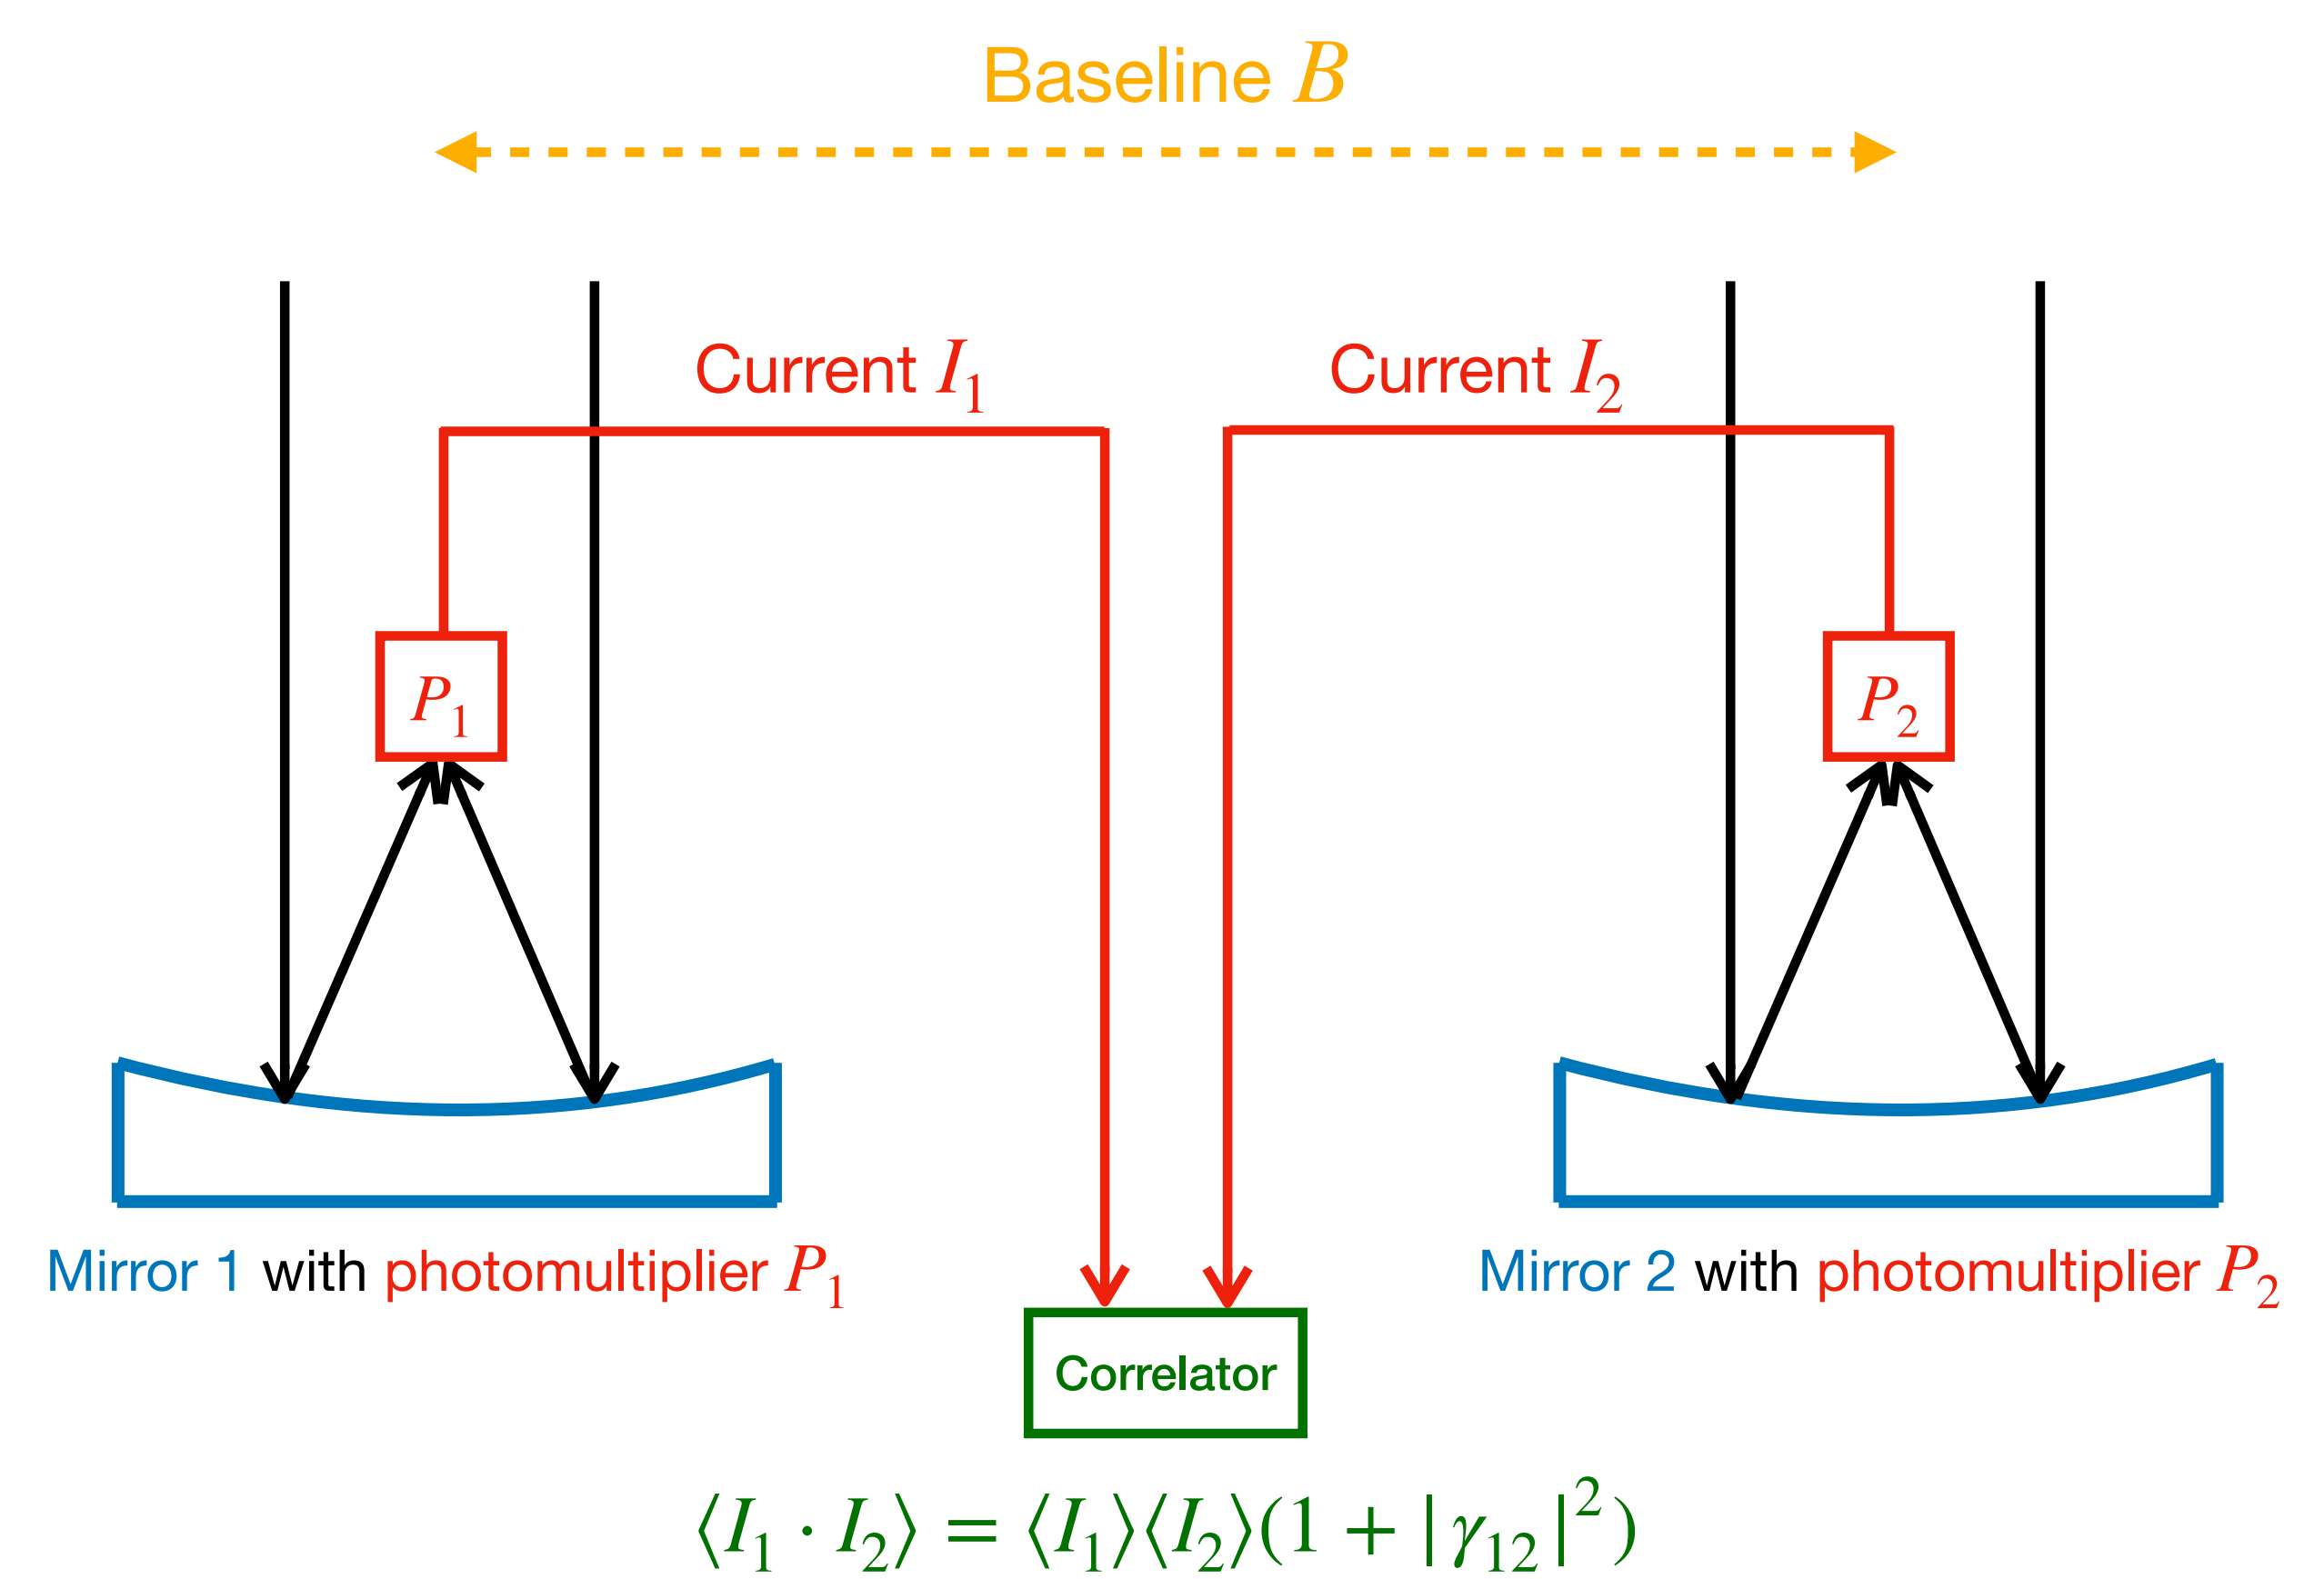 Baseline B
Current I₁
Current I₂
P₁
P₂
Mirror 1 with photomultiplier P₁
Mirror 2 with photomultiplier P₂
Correlator
⟨I₁ · I₂⟩ = ⟨I₁⟩⟨I₂⟩(1 + |γ₁₂|²)